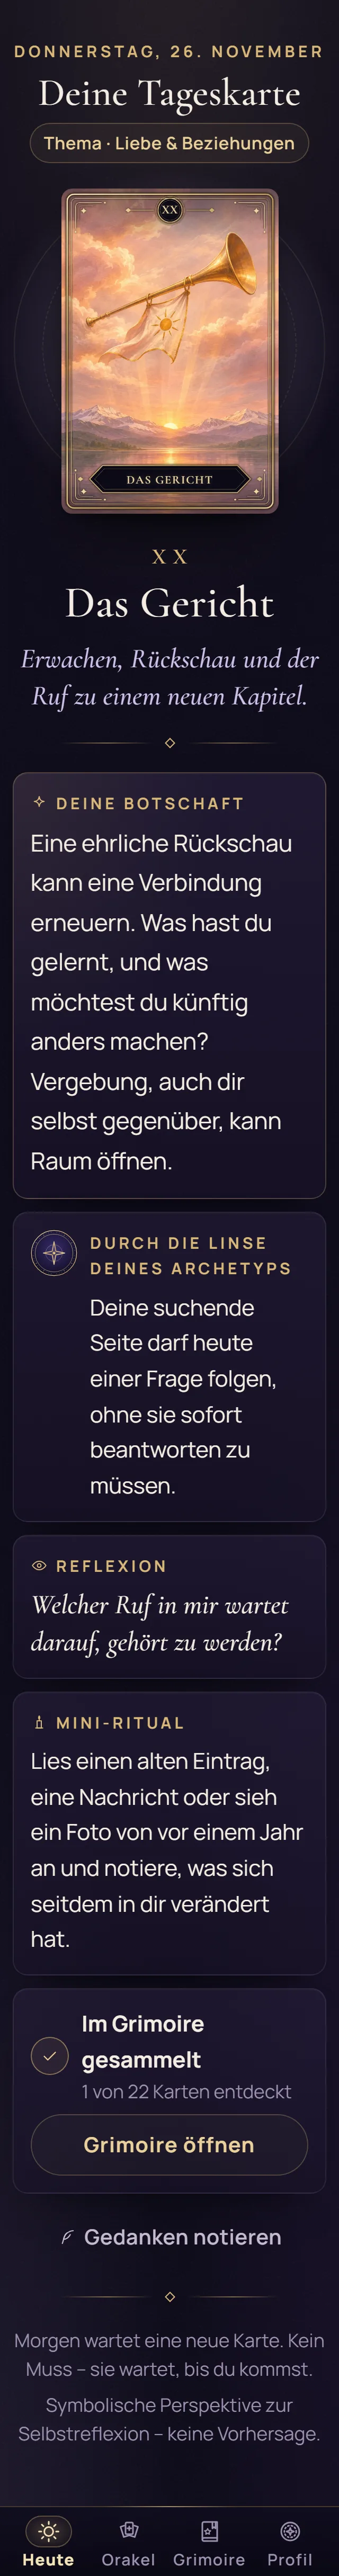 DONNERSTAG, 26. NOVEMBER
Deine Tageskarte
Thema · Liebe & Beziehungen
XX
DAS GERICHT
XX
Das Gericht
Erwachen, Rückschau und der
Ruf zu einem neuen Kapitel.
DEINE BOTSCHAFT
Eine ehrliche Rückschau
kann eine Verbindung
erneuern. Was hast du
gelernt, und was
möchtest du künftig
anders machen?
Vergebung, auch dir
selbst gegenüber, kann
Raum öffnen.
DURCH DIE LINSE
DEINES ARCHETYPS
Deine suchende
Seite darf heute
einer Frage folgen,
ohne sie sofort
beantworten zu
müssen.
REFLEXION
Welcher Ruf in mir wartet
darauf, gehört zu werden?
MINI-RITUAL
Lies einen alten Eintrag,
eine Nachricht oder sieh
ein Foto von vor einem Jahr
an und notiere, was sich
seitdem in dir verändert
hat.
Im Grimoire
gesammelt
1 von 22 Karten entdeckt
Grimoire öffnen
Gedanken notieren
Morgen wartet eine neue Karte. Kein
Muss – sie wartet, bis du kommst.
Symbolische Perspektive zur
Selbstreflexion – keine Vorhersage.
Heute Orakel Grimoire Profil